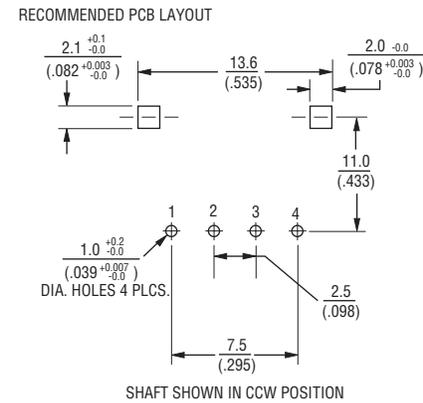 RECOMMENDED PCB LAYOUT
2.1 +0.1 -0.0
(.082 +0.003 -0.0 )
13.6
(.535)
2.0 -0.0
(.078 +0.003 -0.0 )
11.0
(.433)
1 2 3 4
1.0 +0.2 -0.0
(.039 +0.007 -0.0 )
DIA. HOLES 4 PLCS.
2.5
(.098)
7.5
(.295)
SHAFT SHOWN IN CCW POSITION